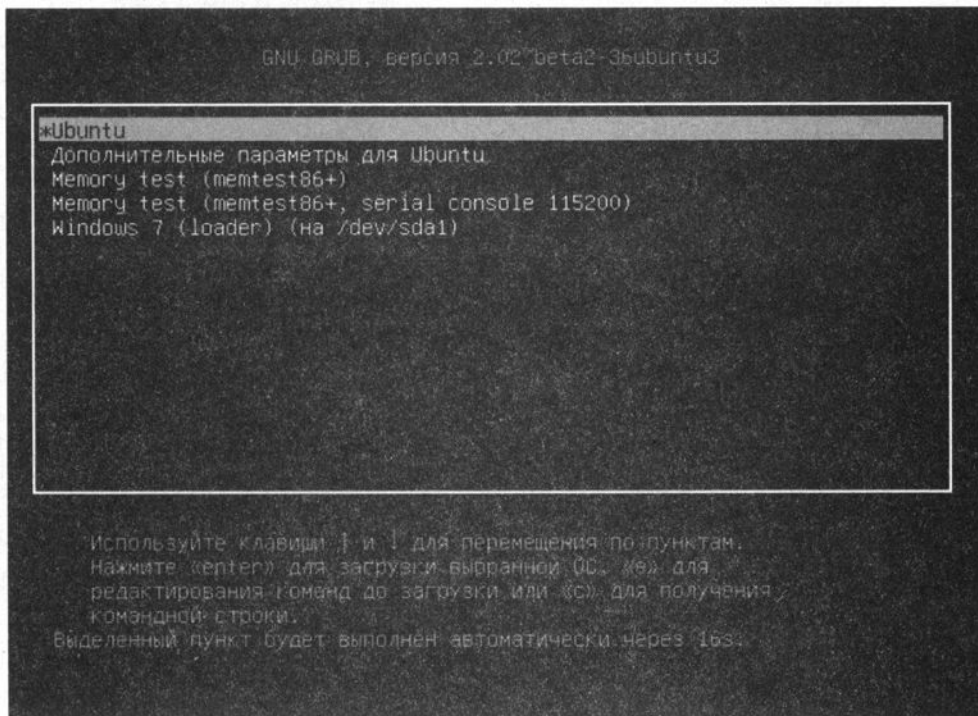 GNU GRUB, версия 2.02~beta2-36ubuntu3
*Ubuntu
Дополнительные параметры для Ubuntu
Memory test (memtest86+)
Memory test (memtest86+, serial console 115200)
Windows 7 (loader) (на /dev/sda1)
Используйте клавиши ↑ и ↓ для перемещения по пунктам.
Нажмите «enter» для загрузки выбранной ОС, «e» для
редактирования команд до загрузки или «c» для получения
командной строки.
Выделенный пункт будет выполнен автоматически через 16s.